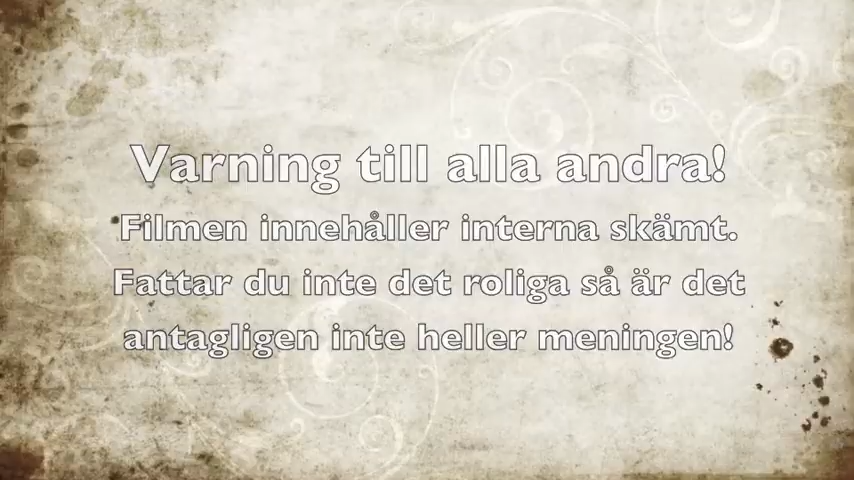 Varning till alla andra!
Filmen innehåller interna skämt.
Fattar du inte det roliga så är det
antagligen inte heller meningen!